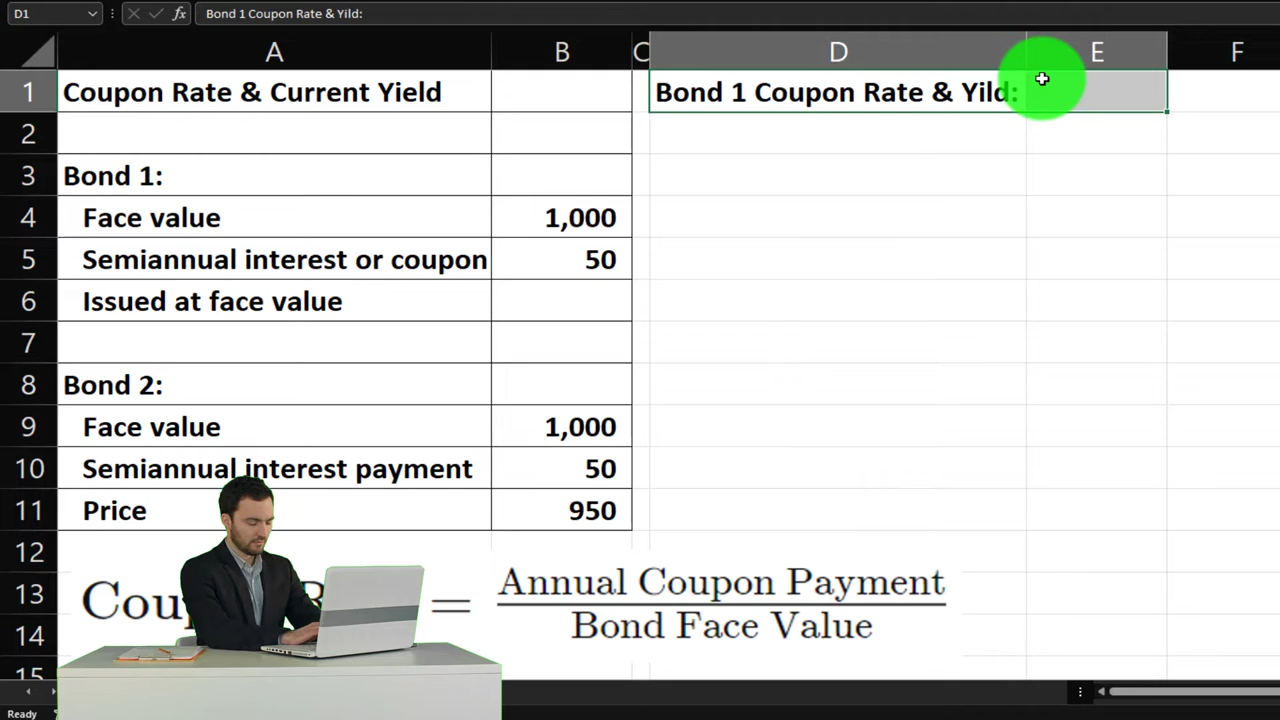 D1
fx
Bond 1 Coupon Rate & Yild:
A B C D E F
1 Coupon Rate & Current Yield Bond 1 Coupon Rate & Yild:
2
3 Bond 1:
4 Face value 1,000
5 Semiannual interest or coupon 50
6 Issued at face value
7
8 Bond 2:
9 Face value 1,000
10 Semiannual interest payment 50
11 Price 950
12
13
14
15
= Annual Coupon Payment
Bond Face Value
Ready